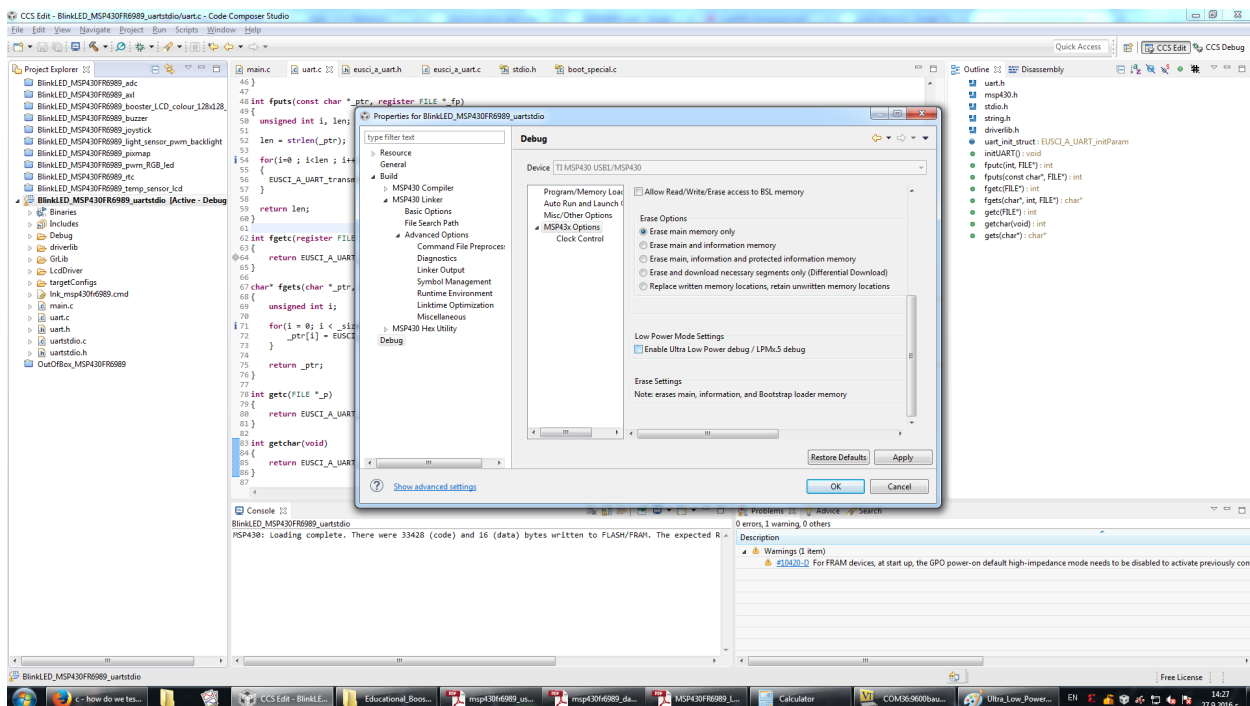 CCS Edit - BlinkLED_MSP430FR6989_uartstdio/uart.c - Code Composer Studio
File Edit View Navigate Project Run Scripts Window Help
Quick Access CCS Edit CCS Debug
Project Explorer
BlinkLED_MSP430FR6989_adc
BlinkLED_MSP430FR6989_axl
BlinkLED_MSP430FR6989_booster_LCD_colour_128x128_
BlinkLED_MSP430FR6989_buzzer
BlinkLED_MSP430FR6989_joystick
BlinkLED_MSP430FR6989_light_sensor_pwm_backlight
BlinkLED_MSP430FR6989_pixmap
BlinkLED_MSP430FR6989_pwm_RGB_led
BlinkLED_MSP430FR6989_rtc
BlinkLED_MSP430FR6989_temp_sensor_lcd
BlinkLED_MSP430FR6989_uartstdio [Active - Debug
Binaries
Includes
Debug
driverlib
GrLib
LcdDriver
targetConfigs
lnk_msp430fr6989.cmd
main.c
uart.c
uart.h
uartstdio.c
uartstdio.h
OutOfBox_MSP430FR6989
main.c uart.c eusci_a_uart.h eusci_a_uart.c stdio.h boot_special.c
46 }
47
48 int fputs(const char *_ptr, register FILE *_fp)
49 {
50 unsigned int i, len;
51
52 len = strlen(_ptr);
53
54 for(i=0 ; i<len ; i++
55 {
56 EUSCI_A_UART_transm
57 }
58
59 return len;
60 }
61
62 int fgetc(register FILE
63 {
64 return EUSCI_A_UART
65 }
66
67 char* fgets(char *_ptr,
68 {
69 unsigned int i;
70
71 for(i = 0; i < _siz
72 _ptr[i] = EUSCI
73 }
74
75 return _ptr;
76 }
77
78 int getc(FILE *_p)
79 {
80 return EUSCI_A_UART
81 }
82
83 int getchar(void)
84 {
85 return EUSCI_A_UART
86 }
87
Properties for BlinkLED_MSP430FR6989_uartstdio
type filter text
Resource
General
Build
MSP430 Compiler
MSP430 Linker
Basic Options
File Search Path
Advanced Options
Command File Preproces
Diagnostics
Linker Output
Symbol Management
Runtime Environment
Linktime Optimization
Miscellaneous
MSP430 Hex Utility
Debug
Debug
Device TI MSP430 USB1/MSP430
Program/Memory Loac
Auto Run and Launch
Misc/Other Options
MSP43x Options
Clock Control
Allow Read/Write/Erase access to BSL memory
Erase Options
Erase main memory only
Erase main and information memory
Erase main, information and protected information memory
Erase and download necessary segments only (Differential Download)
Replace written memory locations, retain unwritten memory locations
Low Power Mode Settings
Enable Ultra Low Power debug / LPMx.5 debug
Erase Settings
Note: erases main, information, and Bootstrap loader memory
Restore Defaults Apply
Show advanced settings
OK Cancel
Outline Disassembly
uart.h
msp430.h
stdio.h
string.h
driverlib.h
uart_init_struct : EUSCI_A_UART_initParam
initUART() : void
fputc(int, FILE*) : int
fputs(const char*, FILE*) : int
fgetc(FILE*) : int
fgets(char*, int, FILE*) : char*
getc(FILE*) : int
getchar(void) : int
gets(char*) : char*
Console
BlinkLED_MSP430FR6989_uartstdio
MSP430: Loading complete. There were 33428 (code) and 16 (data) bytes written to FLASH/FRAM. The expected R
Problems Advice Search
0 errors, 1 warning, 0 others
Description
Warnings (1 item)
#10420-D For FRAM devices, at start up, the GPO power-on default high-impedance mode needs to be disabled to activate previously con
BlinkLED_MSP430FR6989_uartstdio
Free License
c - how do we tes...
CCS Edit - BlinkLE...
Educational_Boos...
msp430fr6989_us...
msp430fr6989_da...
MSP430FR6989_L...
Calculator
COM36:9600bau...
Ultra_Low_Power...
EN
14:27
27.9.2016 г.